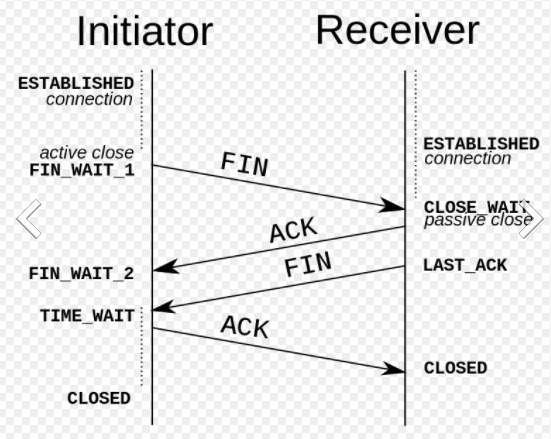 Initiator
Receiver
ESTABLISHED
connection
active close
FIN_WAIT_1
FIN
ESTABLISHED
connection
CLOSE_WAIT
passive close
ACK
FIN
FIN_WAIT_2
LAST_ACK
TIME_WAIT
ACK
CLOSED
CLOSED